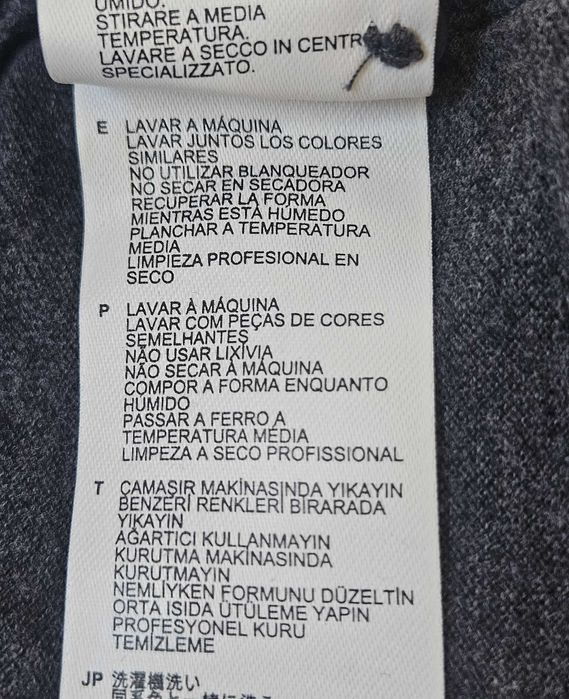 UMIDO.
STIRARE A MEDIA
TEMPERATURA.
LAVARE A SECCO IN CENTR
SPECIALIZZATO.
E LAVAR A MÁQUINA
LAVAR JUNTOS LOS COLORES
SIMILARES
NO UTILIZAR BLANQUEADOR
NO SECAR EN SECADORA
RECUPERAR LA FORMA
MIENTRAS ESTÁ HÚMEDO
PLANCHAR A TEMPERATURA
MEDIA
LIMPIEZA PROFESIONAL EN
SECO
P LAVAR À MÁQUINA
LAVAR COM PEÇAS DE CORES
SEMELHANTES
NÃO USAR LIXÍVIA
NÃO SECAR À MÁQUINA
COMPOR A FORMA ENQUANTO
HÚMIDO
PASSAR A FERRO A
TEMPERATURA MÉDIA
LIMPEZA A SECO PROFISSIONAL
T ÇAMAŞIR MAKİNASINDA YIKAYIN
BENZERİ RENKLERİ BİRARADA
YIKAYIN
AĞARTICI KULLANMAYIN
KURUTMA MAKİNASINDA
KURUTMAYIN
NEMLİYKEN FORMUNU DÜZELTİN
ORTA ISIDA ÜTÜLEME YAPIN
PROFESYONEL KURU
TEMİZLEME
JP 洗濯機洗い